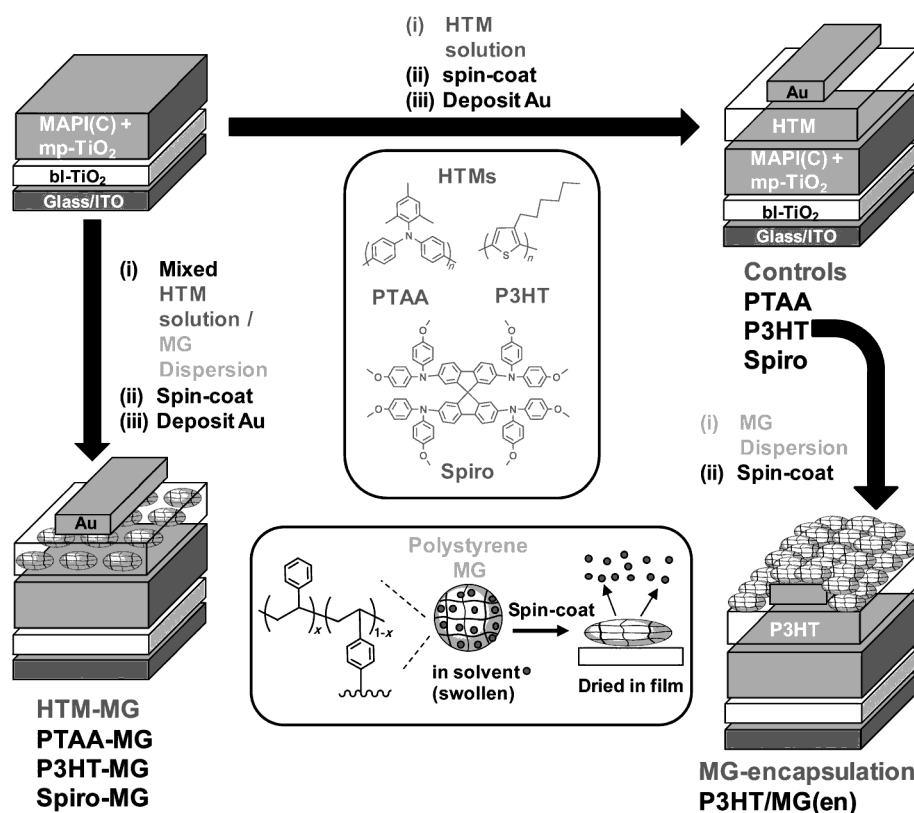 (i) HTM
solution
(ii) spin-coat
(iii) Deposit Au
MAPI(C) +
mp-TiO₂
bl-TiO₂
Glass/ITO
Au
HTM
MAPI(C) +
mp-TiO₂
bl-TiO₂
Glass/ITO
HTMs
N
n
PTAA
S
n
P3HT
O
O
O
O
N
N
O
O
N
N
O
O
Spiro
(i) Mixed
HTM
solution /
MG
Dispersion
(ii) Spin-coat
(iii) Deposit Au
Controls
PTAA
P3HT
Spiro
(i) MG
Dispersion
(ii) Spin-coat
Au
HTM-MG
PTAA-MG
P3HT-MG
Spiro-MG
Polystyrene
MG
x
1-x
Spin-coat
in solvent
(swollen)
Dried in film
P3HT
MG-encapsulation
P3HT/MG(en)